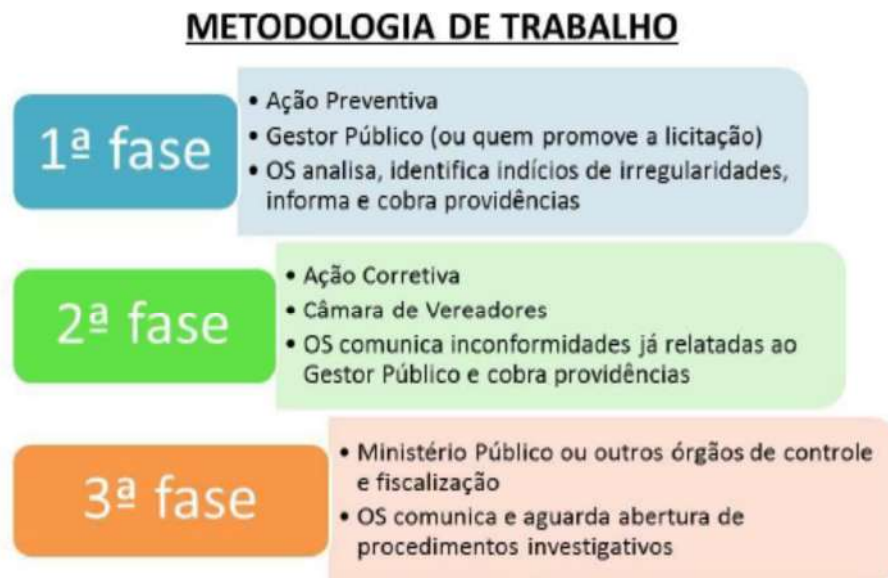 METODOLOGIA DE TRABALHO
1ª fase
• Ação Preventiva
• Gestor Público (ou quem promove a licitação)
• OS analisa, identifica indícios de irregularidades,
informa e cobra providências
2ª fase
• Ação Corretiva
• Câmara de Vereadores
• OS comunica inconformidades já relatadas ao
Gestor Público e cobra providências
3ª fase
• Ministério Público ou outros órgãos de controle
e fiscalização
• OS comunica e aguarda abertura de
procedimentos investigativos